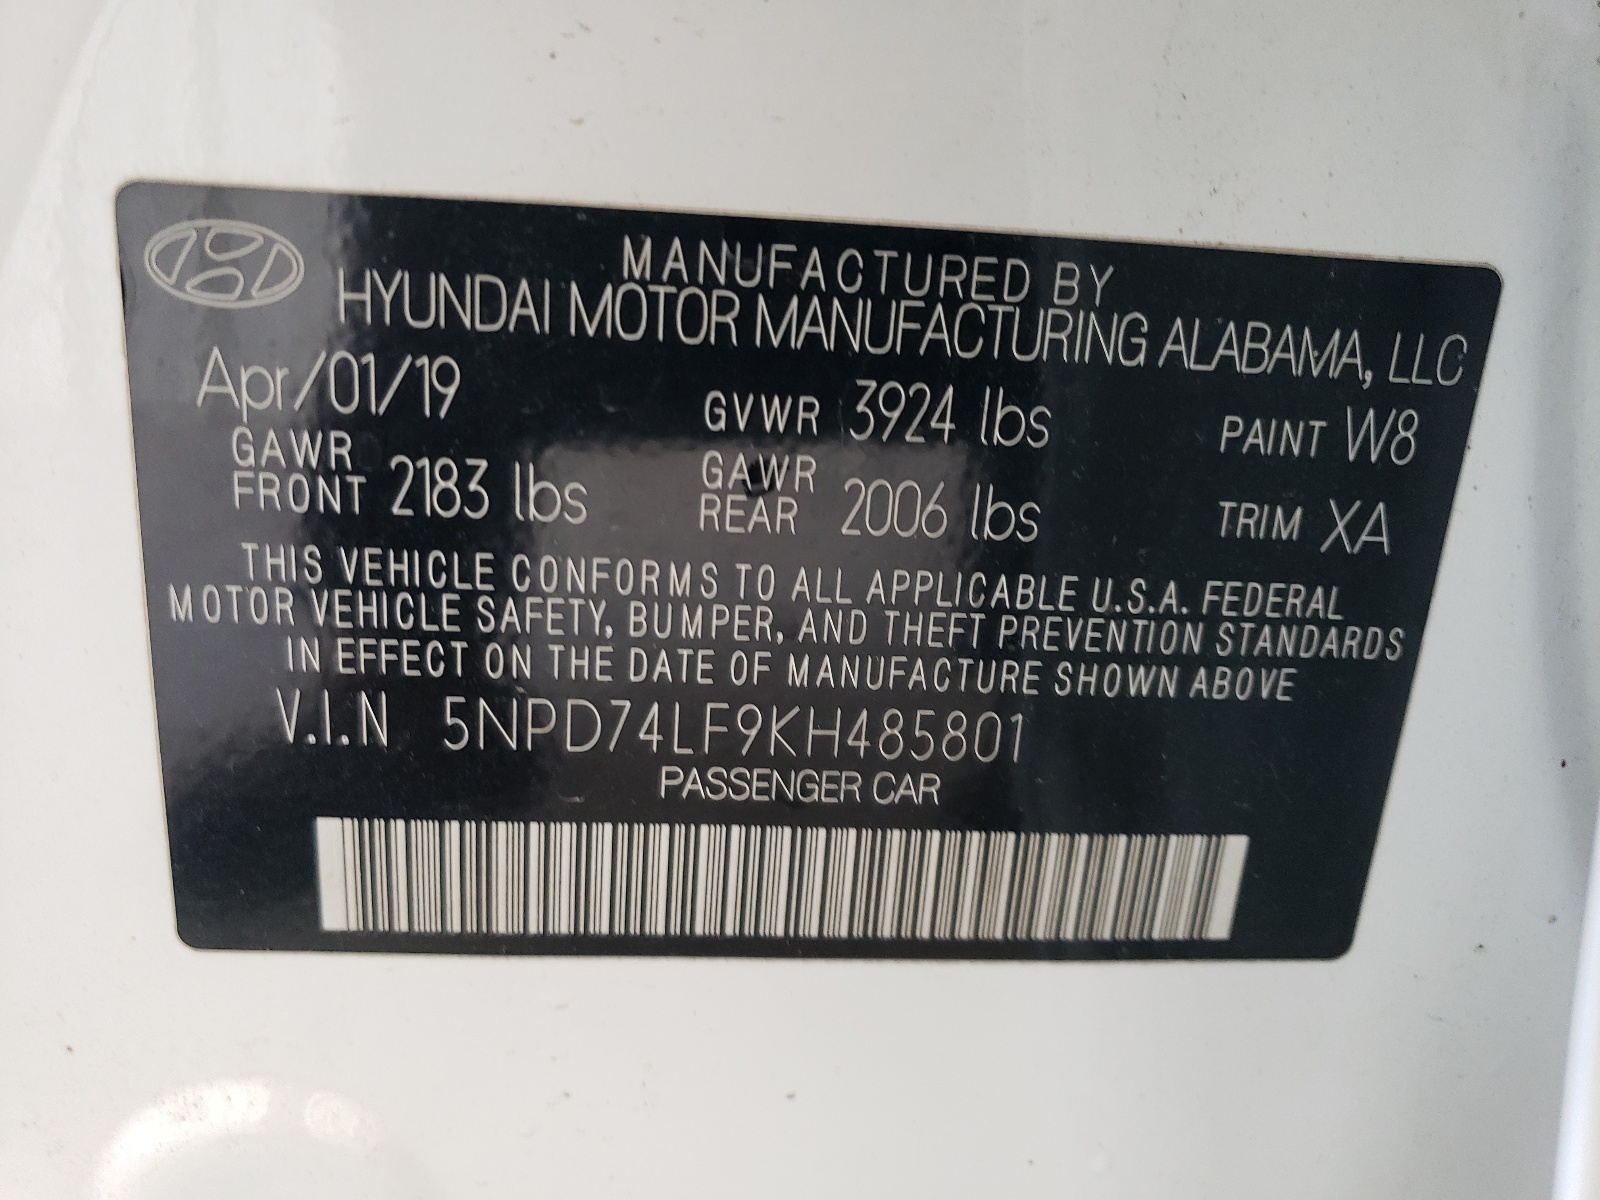 MANUFACTURED BY
HYUNDAI MOTOR MANUFACTURING ALABAMA, LLC
Apr/01/19 GVWR 3924 lbs PAINT W8
GAWR FRONT 2183 lbs GAWR REAR 2006 lbs TRIM XA
THIS VEHICLE CONFORMS TO ALL APPLICABLE U.S.A. FEDERAL
MOTOR VEHICLE SAFETY, BUMPER, AND THEFT PREVENTION STANDARDS
IN EFFECT ON THE DATE OF MANUFACTURE SHOWN ABOVE
V.I.N 5NPD74LF9KH485801
PASSENGER CAR